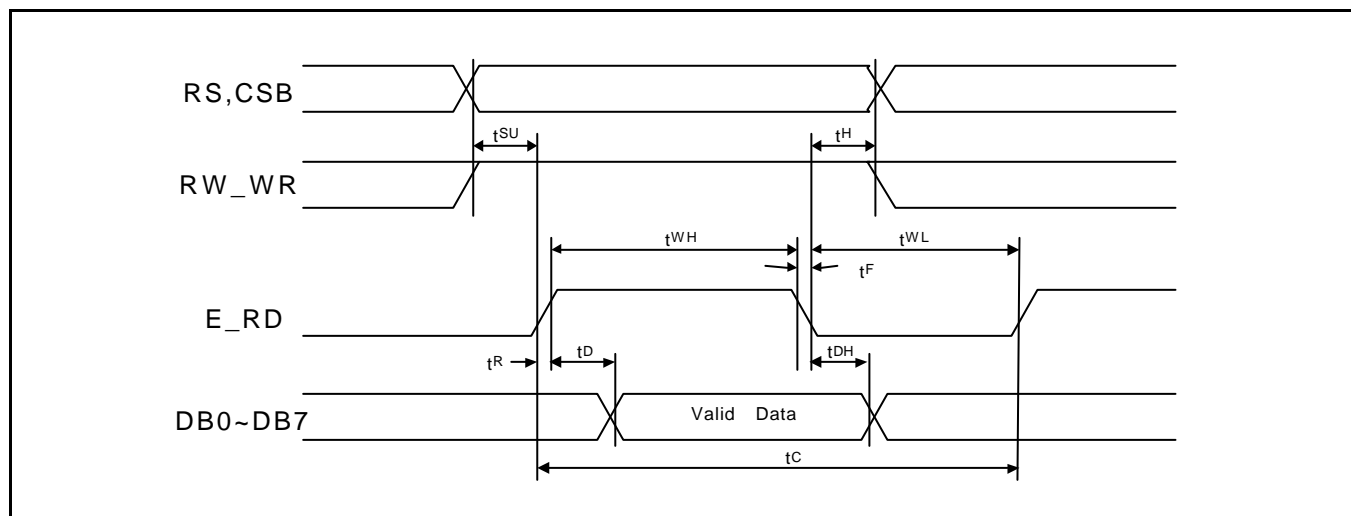 RS,CSB
tSU
tH
RW_WR
tWH
tWL
tF
E_RD
tR
tD
tDH
DB0~DB7
Valid Data
tC